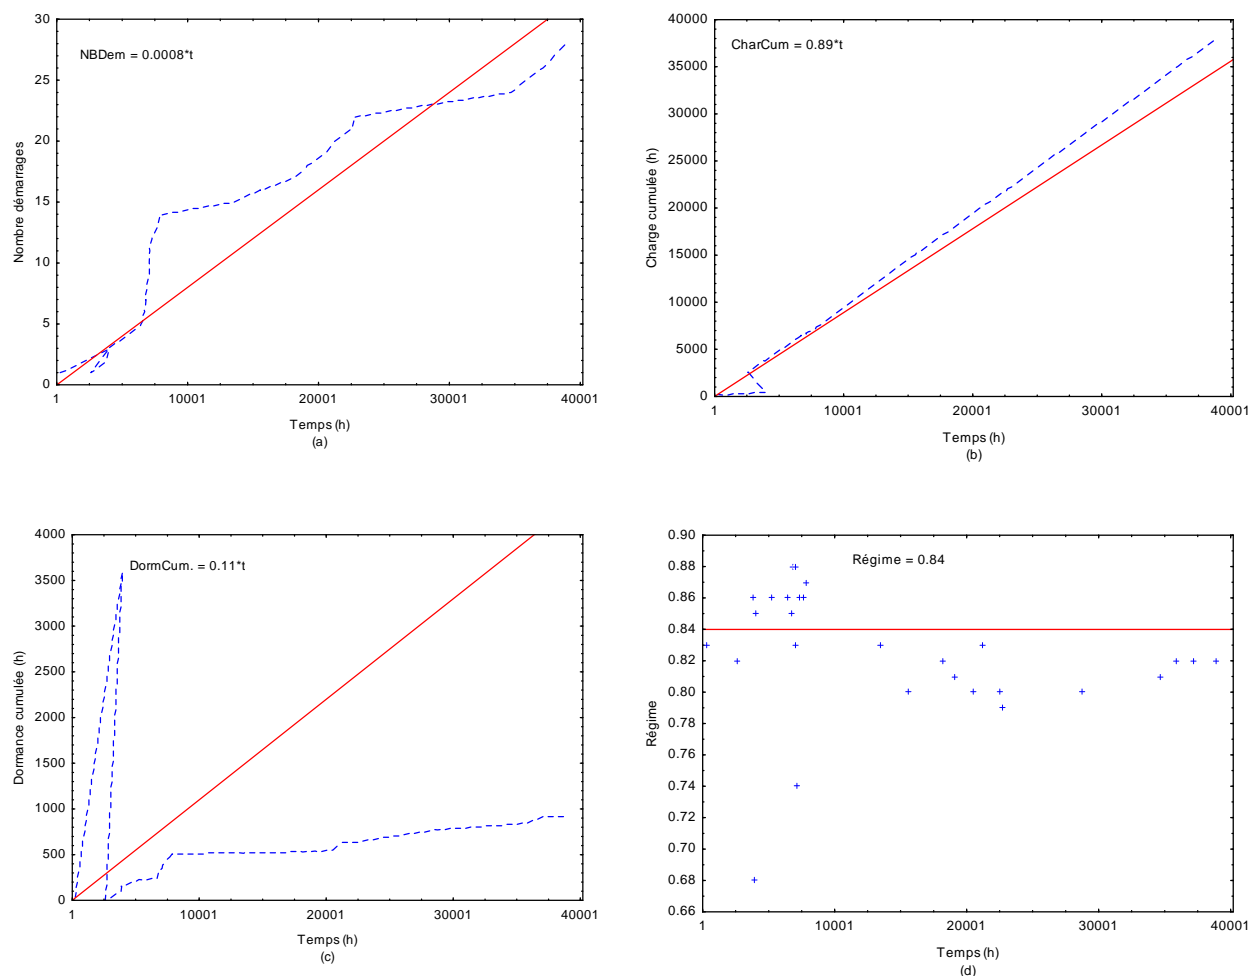 30
NBDem = 0.0008*t
25
20
15
10
5
0
Nombre démarrages
1 10001 20001 30001 40001
Temps (h)
(a)
40000
CharCum = 0.89*t
35000
30000
25000
20000
15000
10000
5000
0
Charge cumulée (h)
1 10001 20001 30001 40001
Temps (h)
(b)
4000
DormCum. = 0.11*t
3500
3000
2500
2000
1500
1000
500
0
Dormance cumulée (h)
1 10001 20001 30001 40001
Temps (h)
(c)
0.90
Régime = 0.84
0.88
0.86
0.84
0.82
0.80
0.78
0.76
0.74
0.72
0.70
0.68
0.66
Régime
1 10001 20001 30001 40001
Temps (h)
(d)